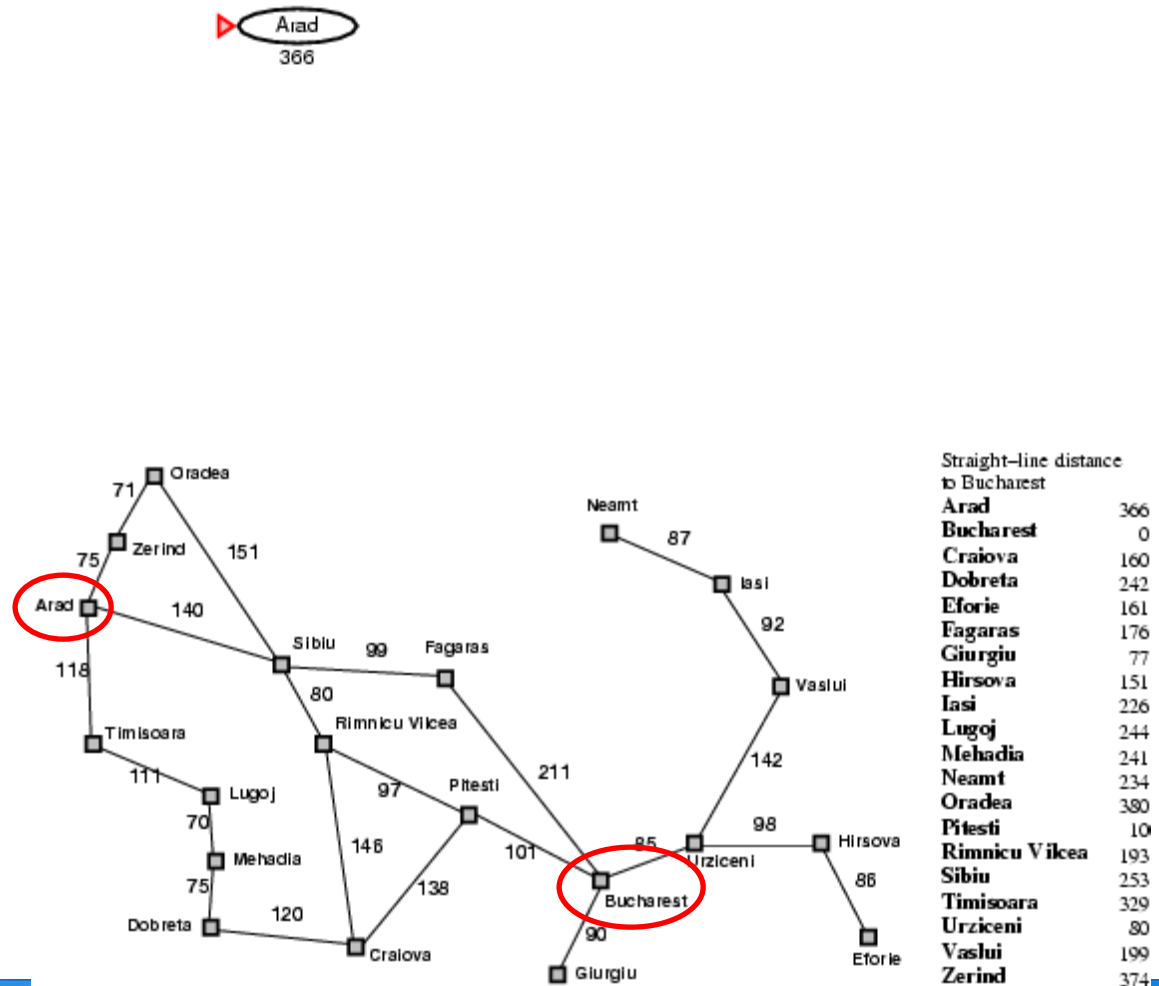 Arad
366
Oradea
71
Neamt
87
Zerind
151
75
Iasi
Arad
140
92
Sibiu
99
Fagaras
118
80
Vaslui
Rimnicu Vilcea
Timisoara
111
211
142
97
Pitesti
Lugoj
70
98
Hirsova
146
101
85
Urziceni
Mehadia
75
138
86
Bucharest
120
Dobreta
90
Craiova
Eforie
Giurgiu
Straight-line distance
to Bucharest
Arad 366
Bucharest 0
Craiova 160
Dobreta 242
Eforie 161
Fagaras 176
Giurgiu 77
Hirsova 151
Iasi 226
Lugoj 244
Mehadia 241
Neamt 234
Oradea 380
Pitesti 10
Rimnicu Vilcea 193
Sibiu 253
Timisoara 329
Urziceni 80
Vaslui 199
Zerind 374